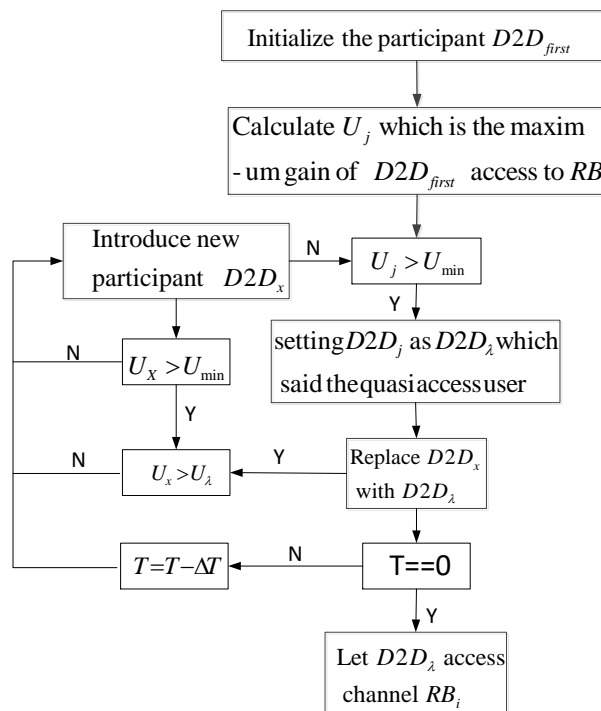 Initialize the participant D2D_first
Calculate U_j which is the maxim
-um gain of D2D_first access to RB
Introduce new
participant D2D_x
N
U_j > U_min
Y
N
U_X > U_min
setting D2D_j as D2D_λ which
said the quasi access user
Y
N
U_x > U_λ
Y
Replace D2D_x
with D2D_λ
T = T − ΔT
N
T==0
Y
Let D2D_λ access
channel RB_i